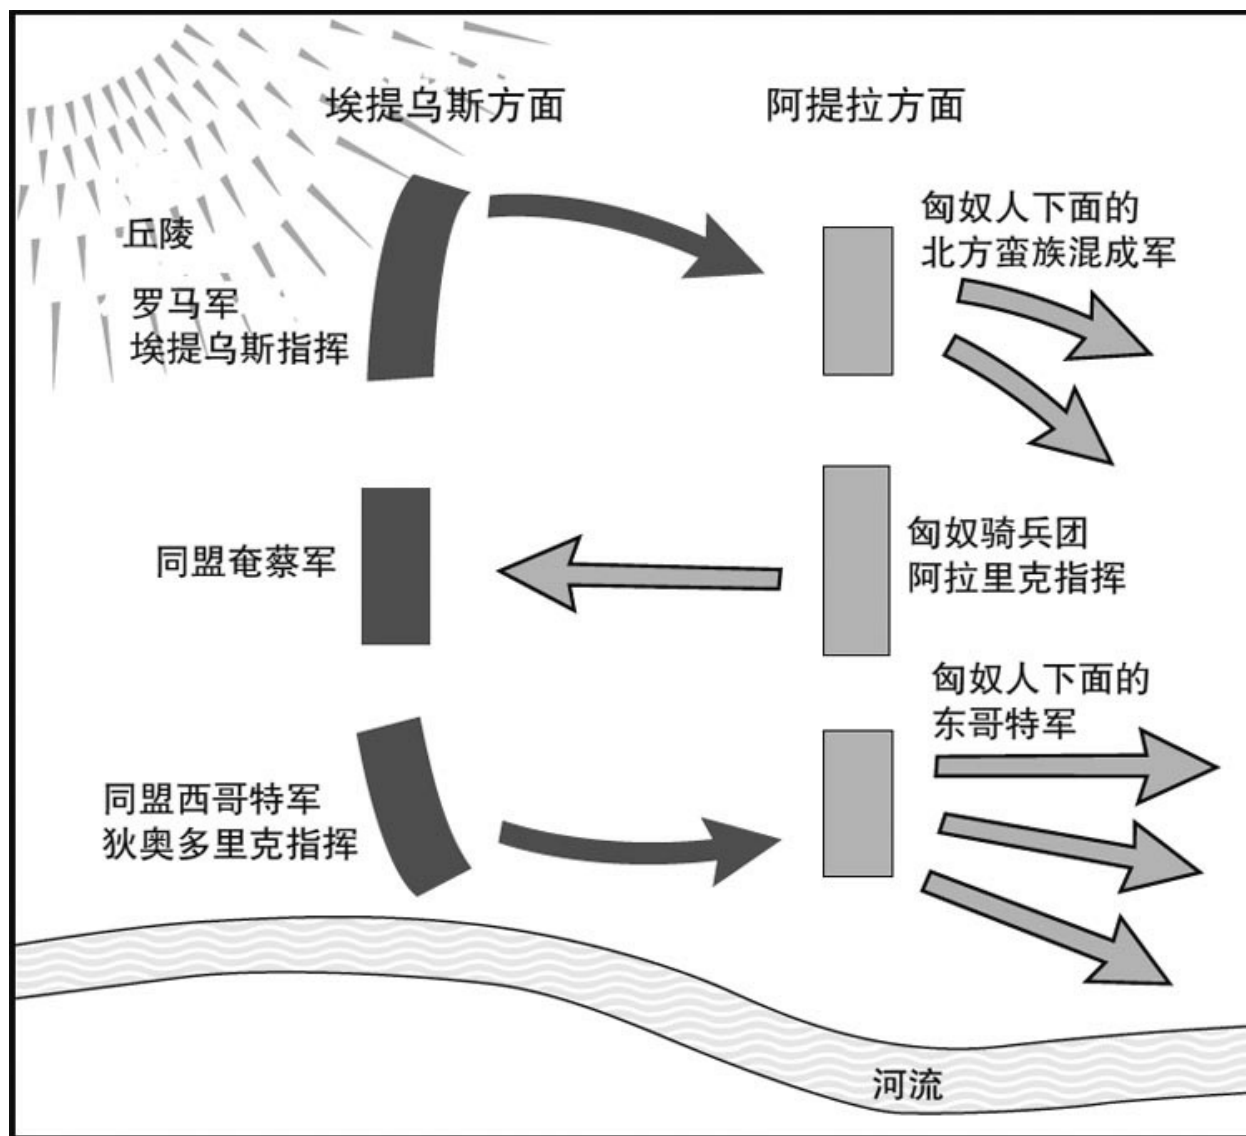 埃提乌斯方面
阿提拉方面
丘陵
罗马军
埃提乌斯指挥
匈奴人下面的
北方蛮族混成军
同盟奄蔡军
匈奴骑兵团
阿拉里克指挥
匈奴人下面的
东哥特军
同盟西哥特军
狄奥多里克指挥
河流